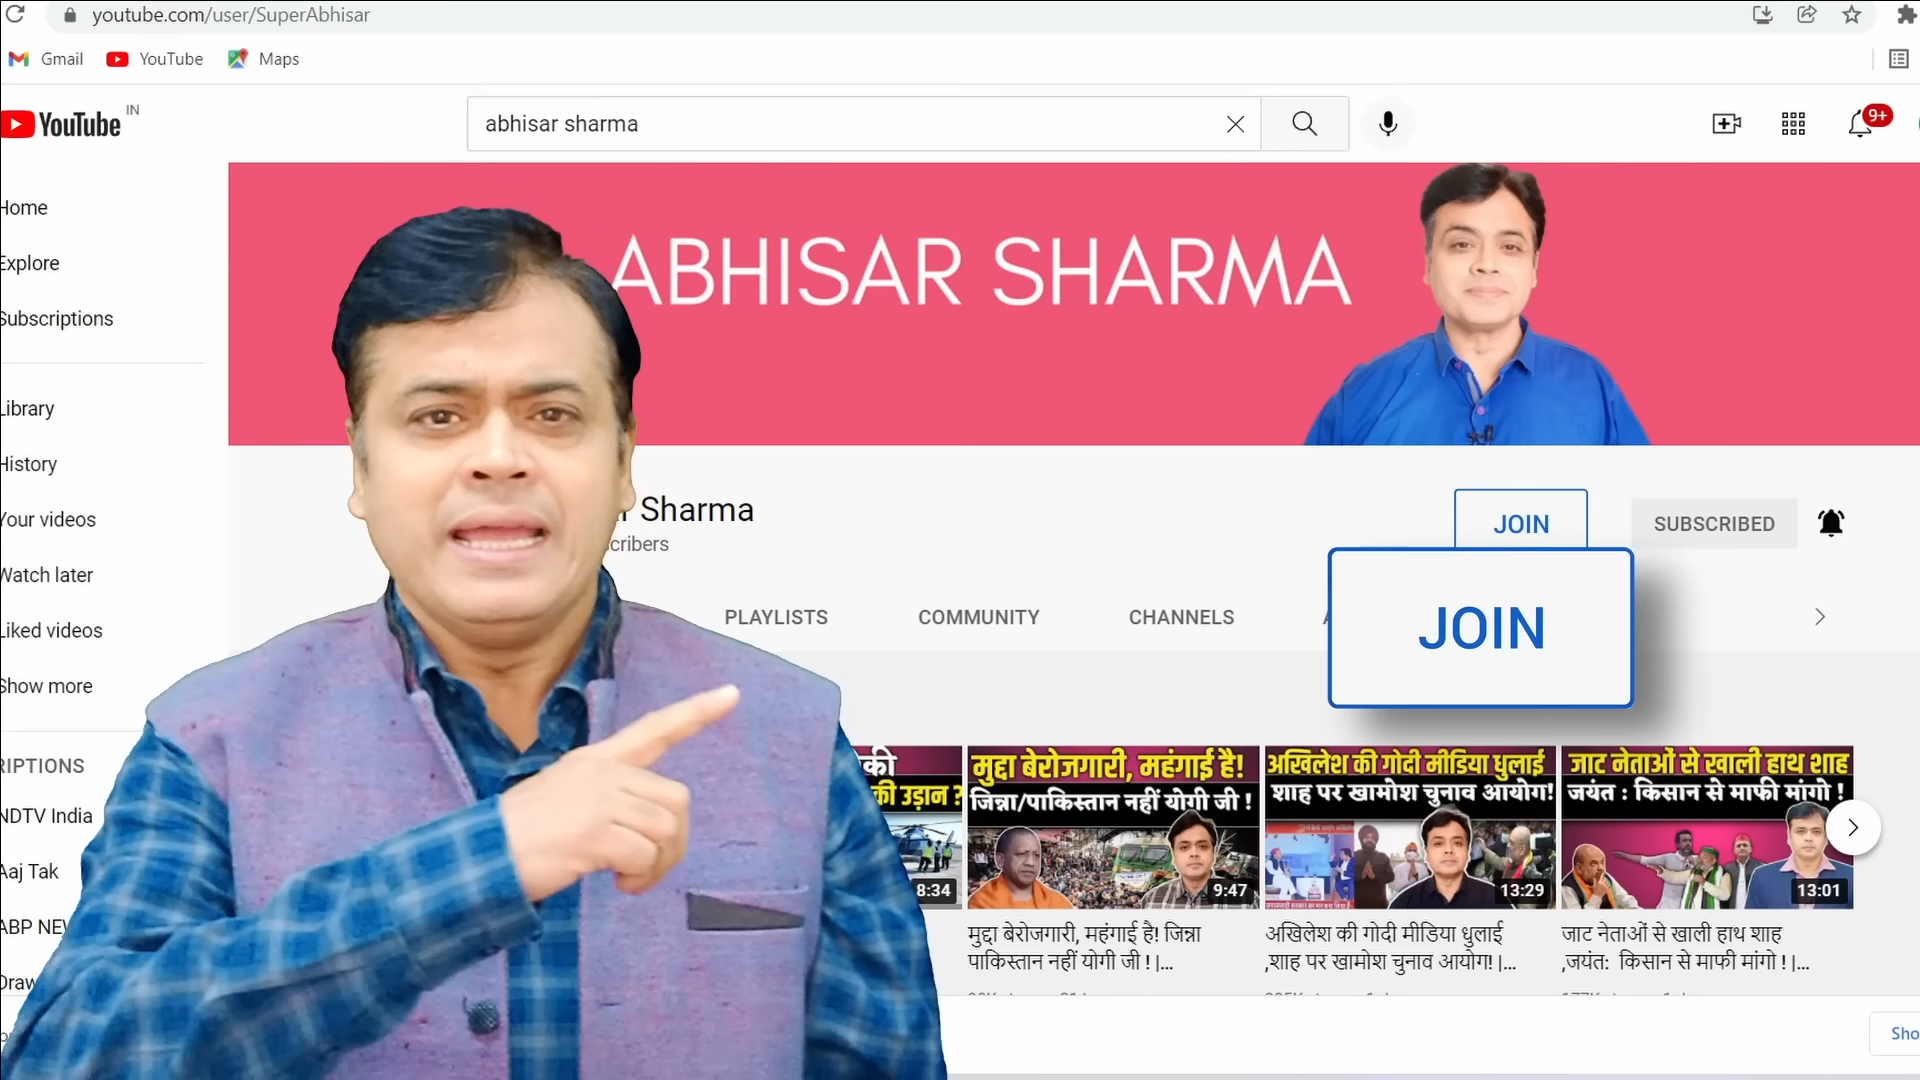 youtube.com/user/SuperAbhisar
Gmail YouTube Maps
YouTube IN
abhisar sharma
9+
Home
Explore
Subscriptions
Library
History
Your videos
Watch later
Liked videos
Show more
RIPTIONS
NDTV India
Aaj Tak
ABP NEW
Draw
ABHISAR SHARMA
Sharma
cribers
JOIN
SUBSCRIBED
PLAYLISTS COMMUNITY CHANNELS
JOIN
की
की उड़ान ?
8:34
मुद्दा बेरोजगारी, महंगाई है!
जिन्ना/पाकिस्तान नहीं योगी जी !
9:47
मुद्दा बेरोजगारी, महंगाई है! जिन्ना
पाकिस्तान नहीं योगी जी ! |...
अखिलेश की गोदी मीडिया धुलाई
शाह पर खामोश चुनाव आयोग!
13:29
अखिलेश की गोदी मीडिया धुलाई
,शाह पर खामोश चुनाव आयोग! |...
जाट नेताओं से खाली हाथ शाह
जयंत : किसान से माफी मांगो !
13:01
जाट नेताओं से खाली हाथ शाह
,जयंत: किसान से माफी मांगो ! |...
Sho